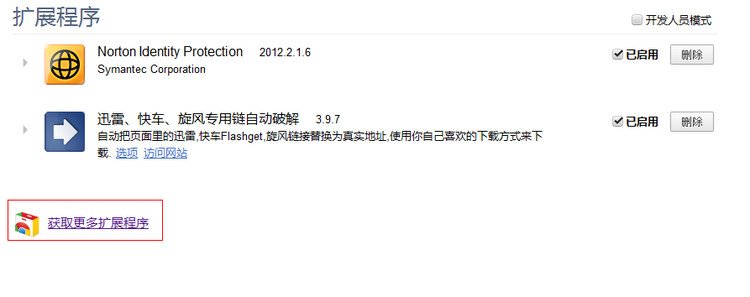 扩展程序
开发人员模式
Norton Identity Protection 2012.2.1.6
已启用 删除
Symantec Corporation
迅雷、快车、旋风专用链自动破解 3.9.7
已启用 删除
自动把页面里的迅雷,快车Flashget,旋风链接替换为真实地址,使用你自己喜欢的下载方式来下
载. 选项 访问网站
获取更多扩展程序